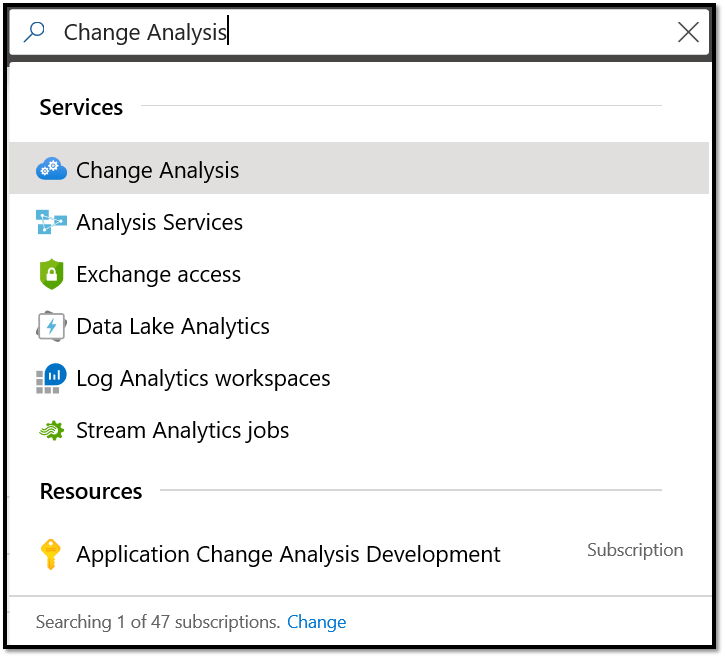 Change Analysis
Services
Change Analysis
Analysis Services
Exchange access
Data Lake Analytics
Log Analytics workspaces
Stream Analytics jobs
Resources
Application Change Analysis Development Subscription
Searching 1 of 47 subscriptions. Change